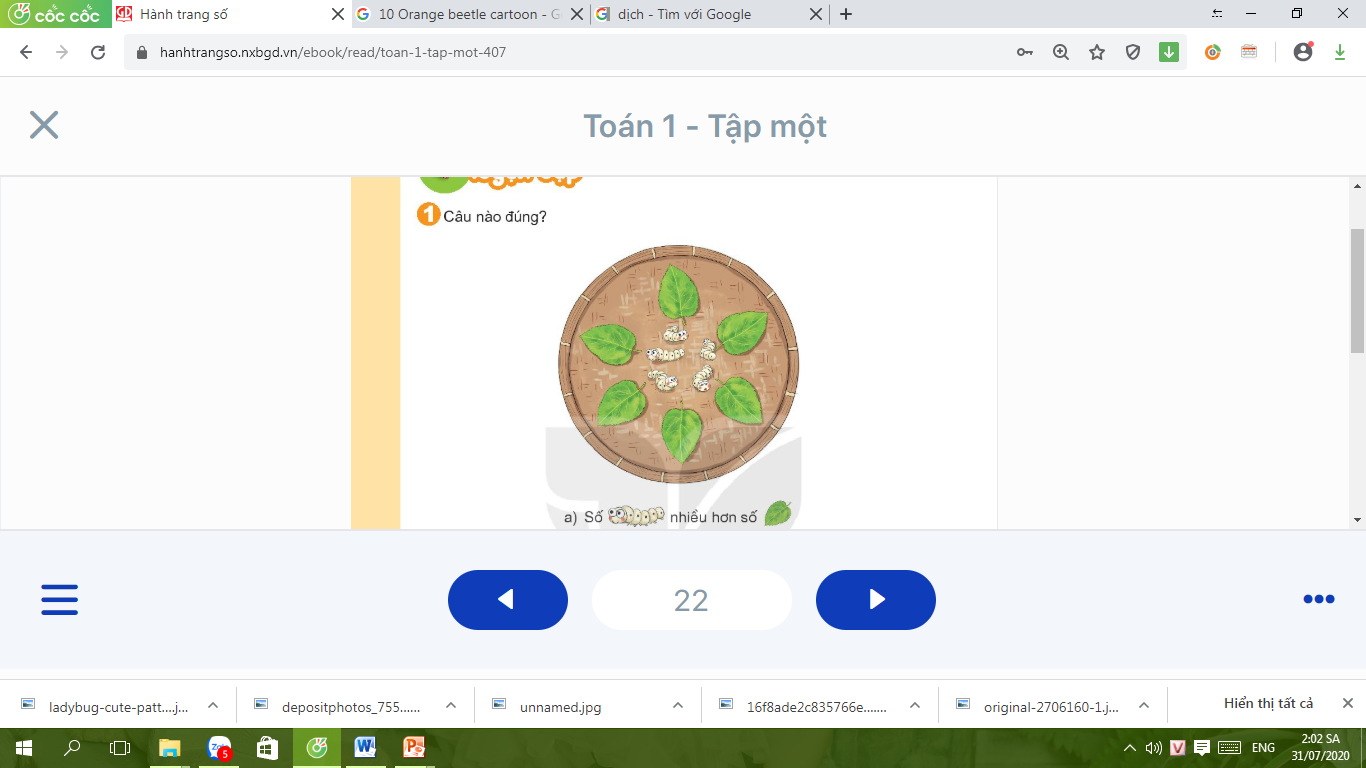 cốc cốc
Hành trang số
10 Orange beetle cartoon - G
dịch - Tìm với Google
hanhtrangso.nxbgd.vn/ebook/read/toan-1-tap-mot-407
Toán 1 - Tập một
1 Câu nào đúng?
a) Số nhiều hơn số
22
ladybug-cute-patt....j...
depositphotos_755......
unnamed.jpg
16f8ade2c835766e.......
original-2706160-1.j...
Hiển thị tất cả
Zalo
5
ENG
2:02 SA
31/07/2020